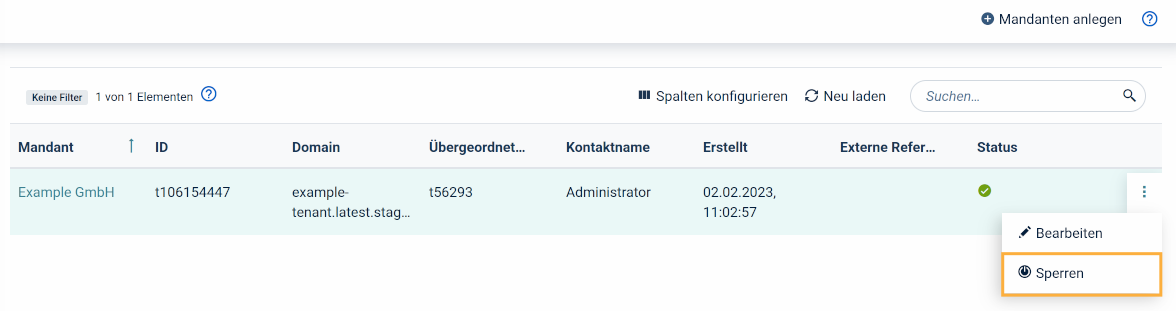 Mandanten anlegen
Keine Filter 1 von 1 Elementen
Spalten konfigurieren Neu laden Suchen...
Mandant ID Domain Übergeordnet... Kontaktname Erstellt Externe Refer... Status
Example GmbH t106154447 example- t56293 Administrator 02.02.2023,
tenant.latest.stag... 11:02:57
Bearbeiten
Sperren